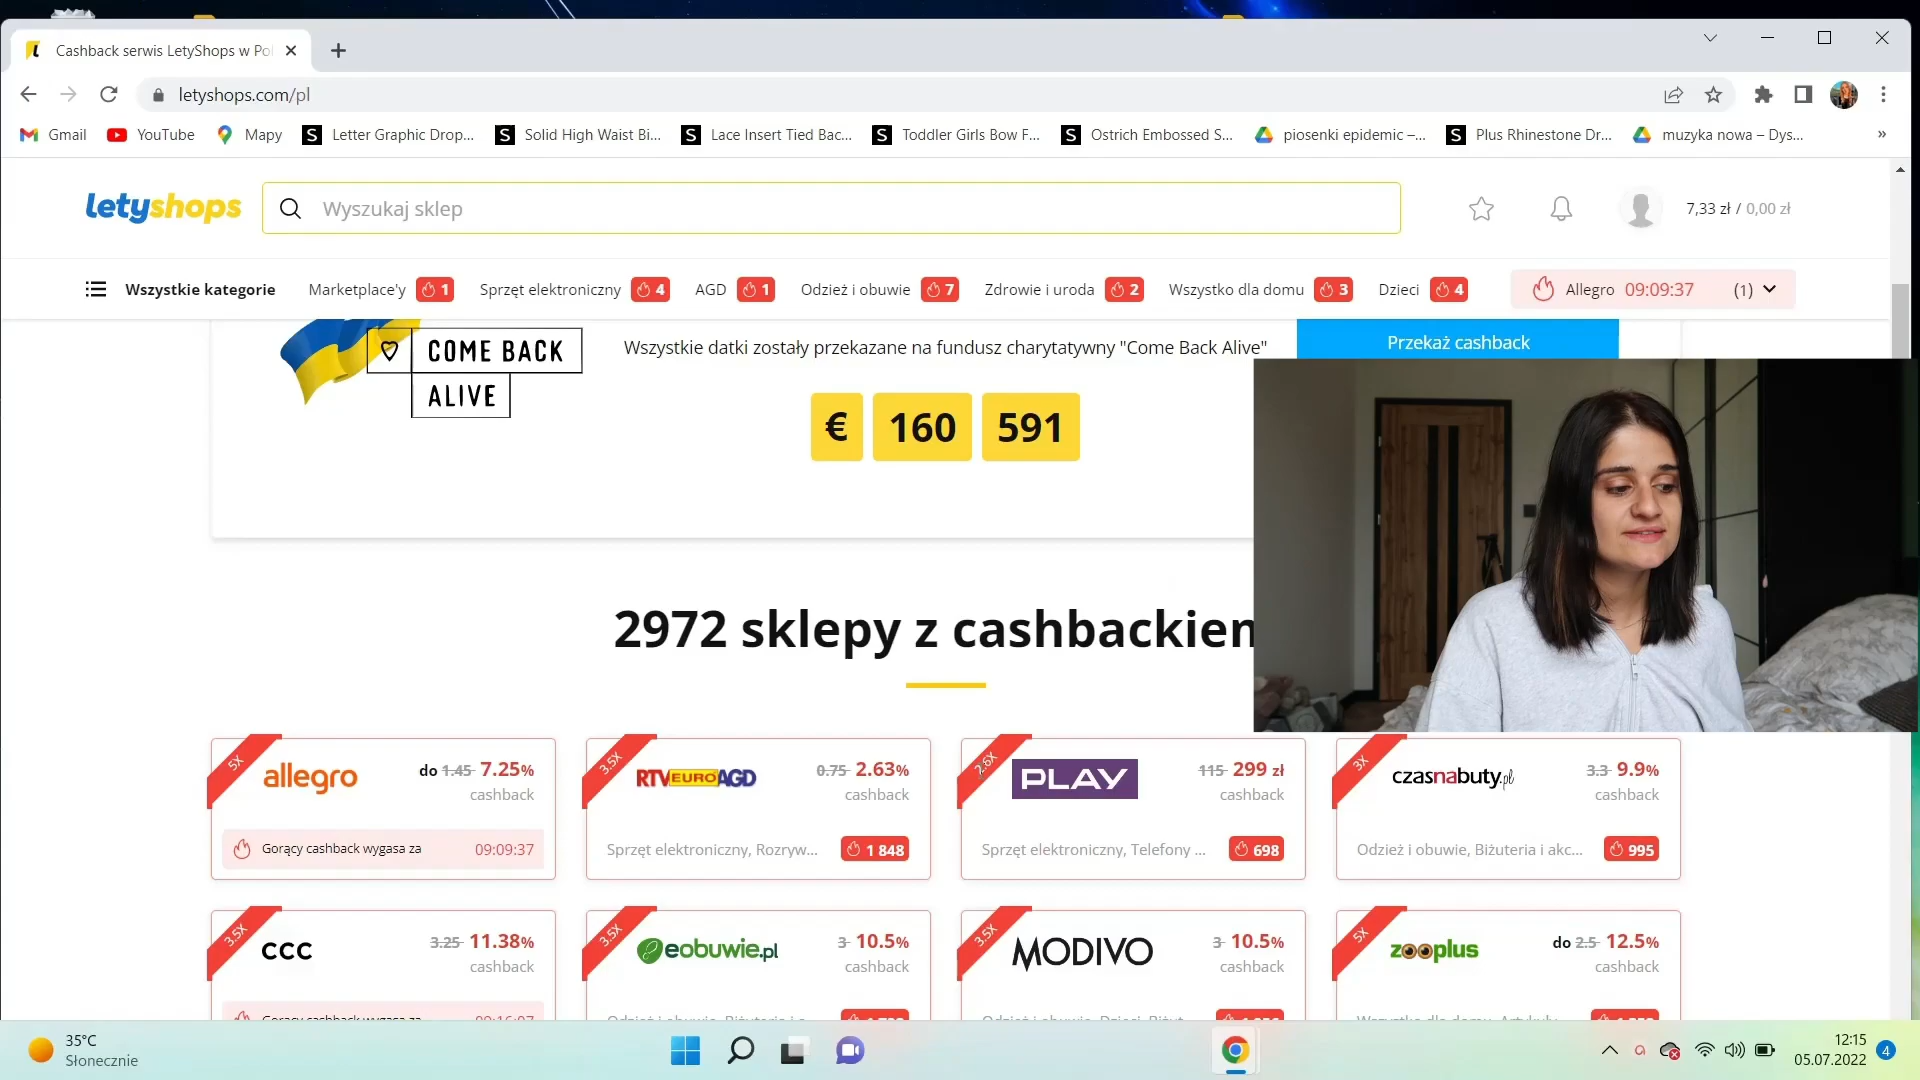 Cashback serwis LetyShops w Pol
letyshops.com/pl
Gmail
YouTube
Mapy
Letter Graphic Drop...
Solid High Waist Bi...
Lace Insert Tied Bac...
Toddler Girls Bow F...
Ostrich Embossed S...
piosenki epidemic –...
Plus Rhinestone Dr...
muzyka nowa – Dys...
»
letyshops
Wyszukaj sklep
7,33 zł / 0,00 zł
Wszystkie kategorie
Marketplace'y 1
Sprzęt elektroniczny 4
AGD 1
Odzież i obuwie 7
Zdrowie i uroda 2
Wszystko dla domu 3
Dzieci 4
Allegro 09:09:37 (1)
COME BACK
ALIVE
Wszystkie datki zostały przekazane na fundusz charytatywny "Come Back Alive"
€ 160 591
Przekaż cashback
2972 sklepy z cashbackiem
5X
allegro
do 1.45 7.25%
cashback
Gorący cashback wygasa za 09:09:37
3.5X
RTV EURO AGD
0.75 2.63%
cashback
Sprzęt elektroniczny, Rozryw... 1 848
2.6X
PLAY
115 299 zł
cashback
Sprzęt elektroniczny, Telefony ... 698
3X
czasnabuty.pl
3.3 9.9%
cashback
Odzież i obuwie, Biżuteria i akc... 995
3.5X
CCC
3.25 11.38%
cashback
Gorący cashback wygasa za
3.5X
eobuwie.pl
3 10.5%
cashback
3.5X
MODIVO
3 10.5%
cashback
5X
zooplus
do 2.5 12.5%
cashback
35°C
Słonecznie
12:15
05.07.2022
4